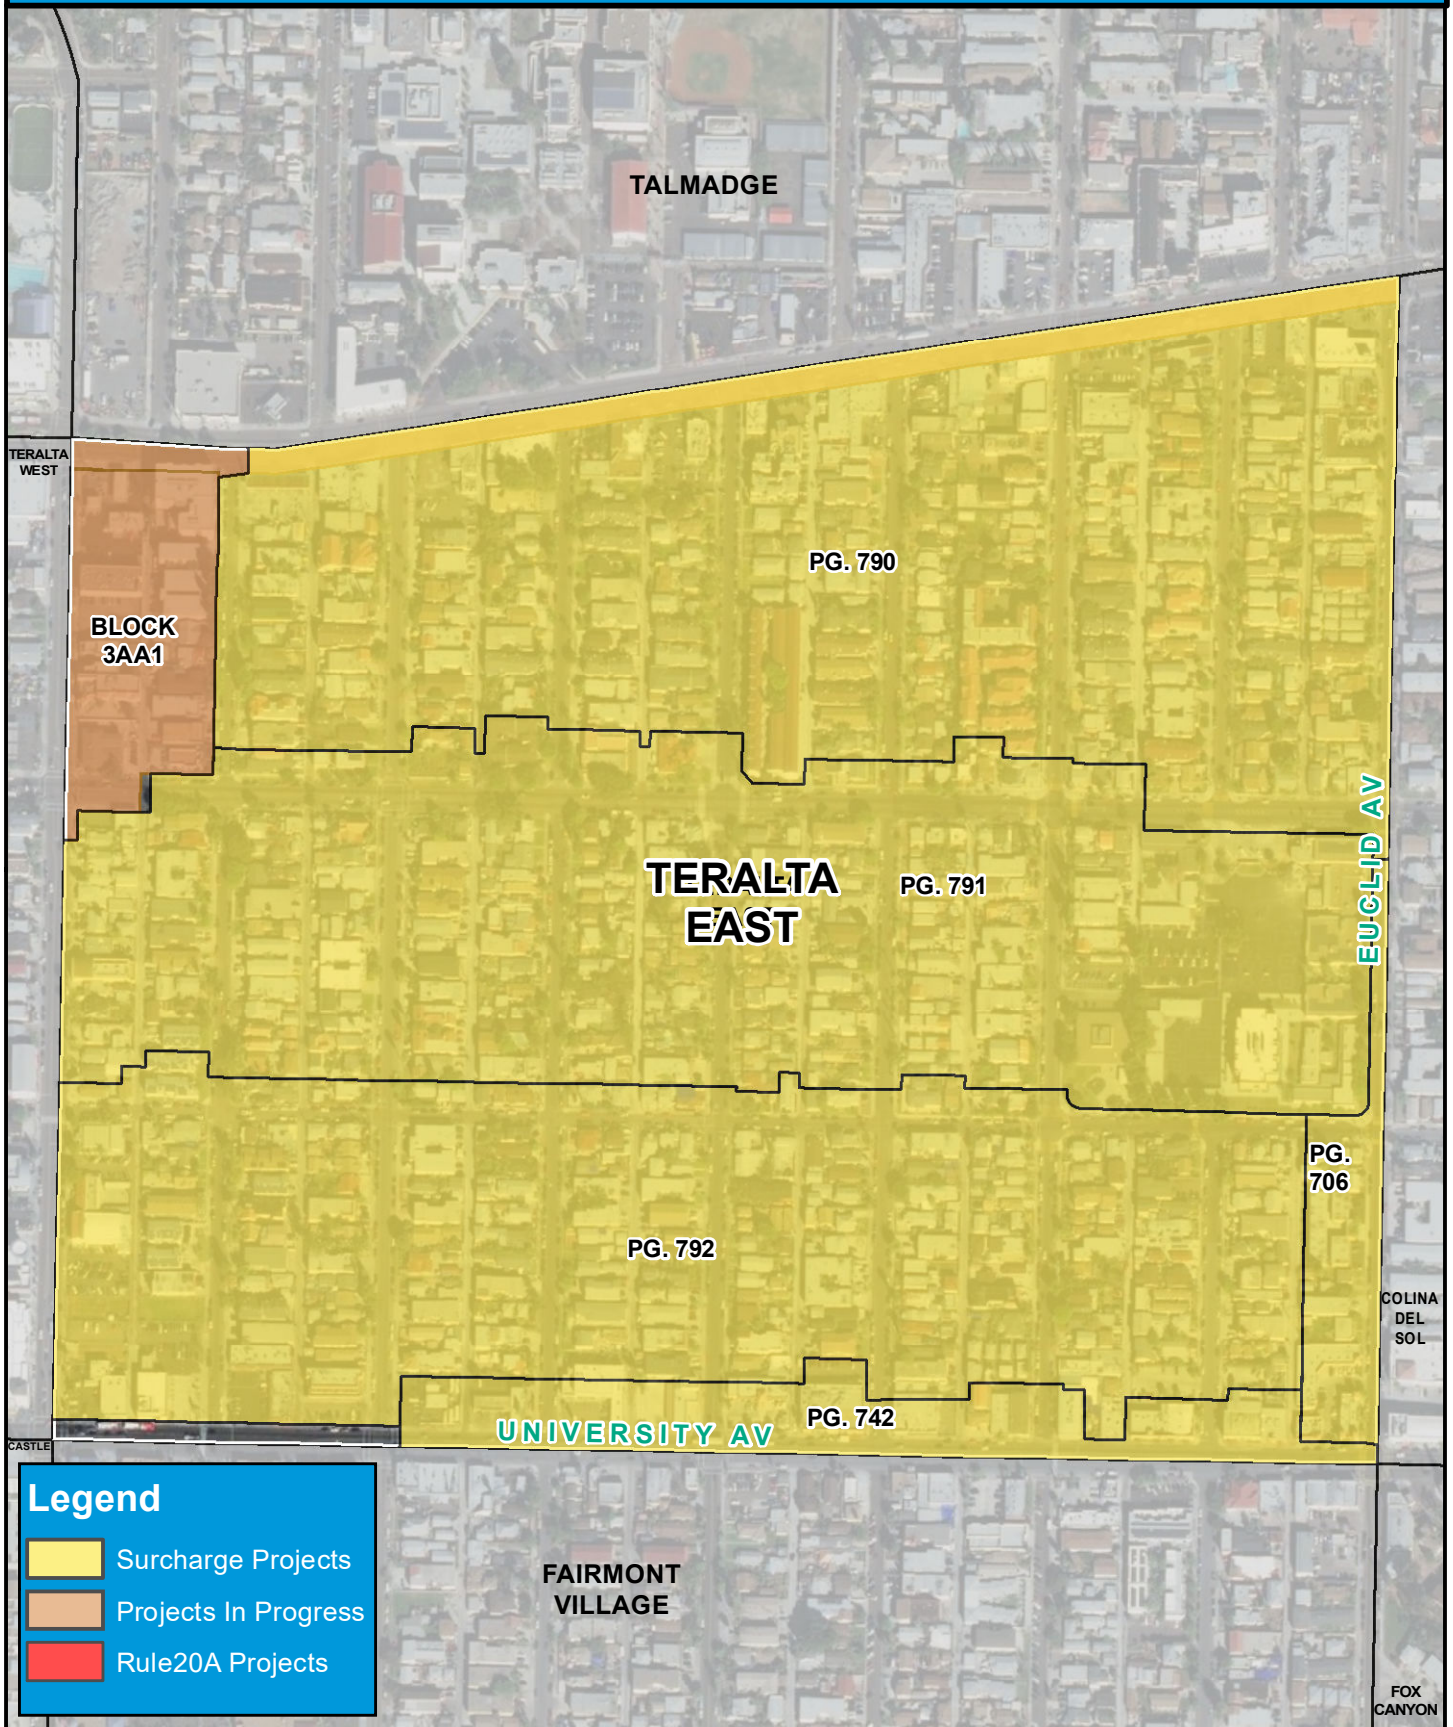 TALMADGE
TERALTA
WEST
PG. 790
BLOCK
3AA1
EUCLID AV
TERALTA
EAST
PG. 791
PG.
706
PG. 792
COLINA
DEL
SOL
PG. 742
UNIVERSITY AV
CASTLE
Legend
Surcharge Projects
Projects In Progress
Rule20A Projects
FAIRMONT
VILLAGE
FOX
CANYON